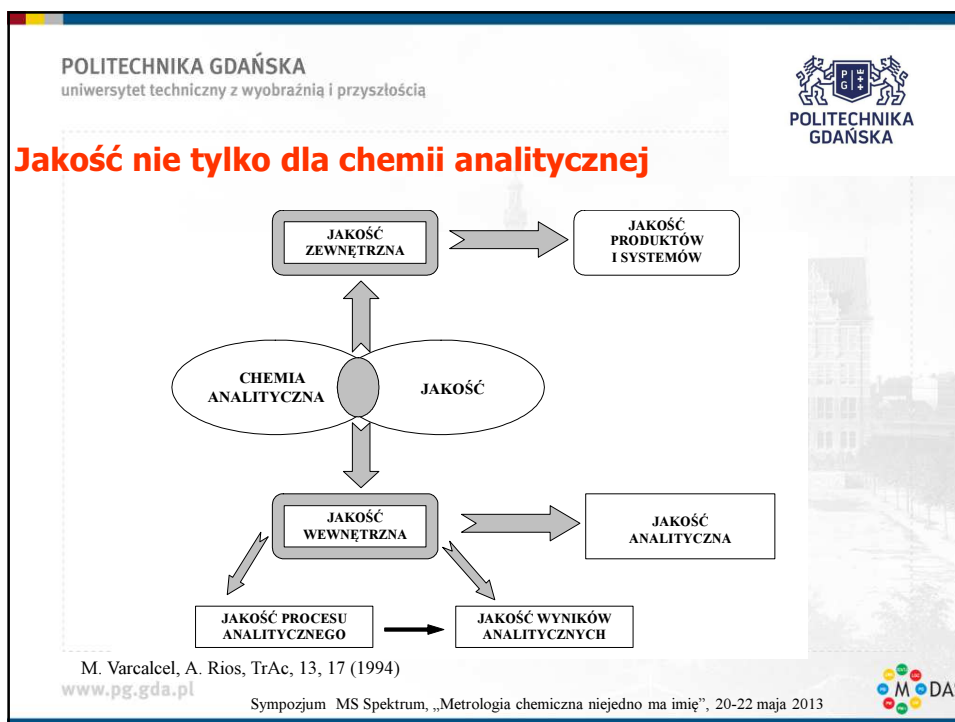 POLITECHNIKA GDAŃSKA
uniwersytet techniczny z wyobraźnią i przyszłością
P G
POLITECHNIKA
GDAŃSKA
Jakość nie tylko dla chemii analitycznej
JAKOŚĆ
ZEWNĘTRZNA
JAKOŚĆ
PRODUKTÓW
I SYSTEMÓW
CHEMIA
ANALITYCZNA
JAKOŚĆ
JAKOŚĆ
WEWNĘTRZNA
JAKOŚĆ
ANALITYCZNA
JAKOŚĆ PROCESU
ANALITYCZNEGO
JAKOŚĆ WYNIKÓW
ANALITYCZNYCH
M. Varcalcel, A. Rios, TrAc, 13, 17 (1994)
www.pg.gda.pl
Sympozjum MS Spektrum, „Metrologia chemiczna niejedno ma imię", 20-22 maja 2013
M DAS